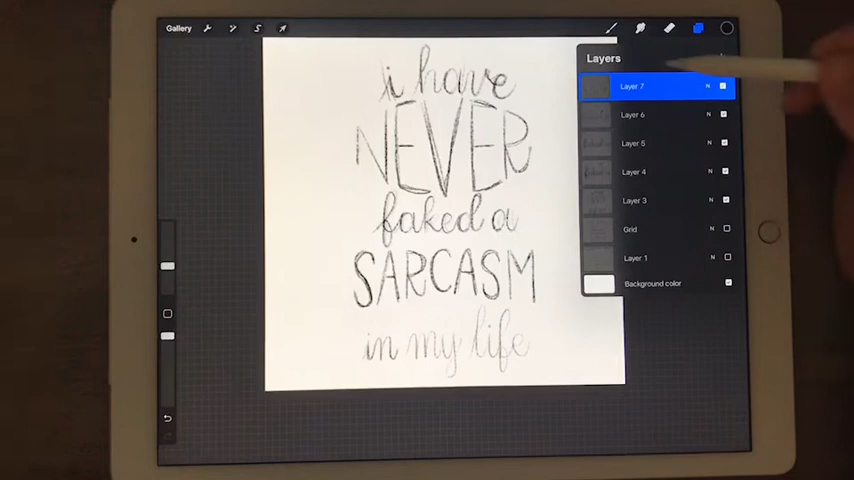 Gallery
Layers
i have
NEVER
faked a
SARCASM
in my life
Layer 7 N
Layer 6 N
Layer 5 N
Layer 4 N
Layer 3 N
Grid N
Layer 1 N
Background color